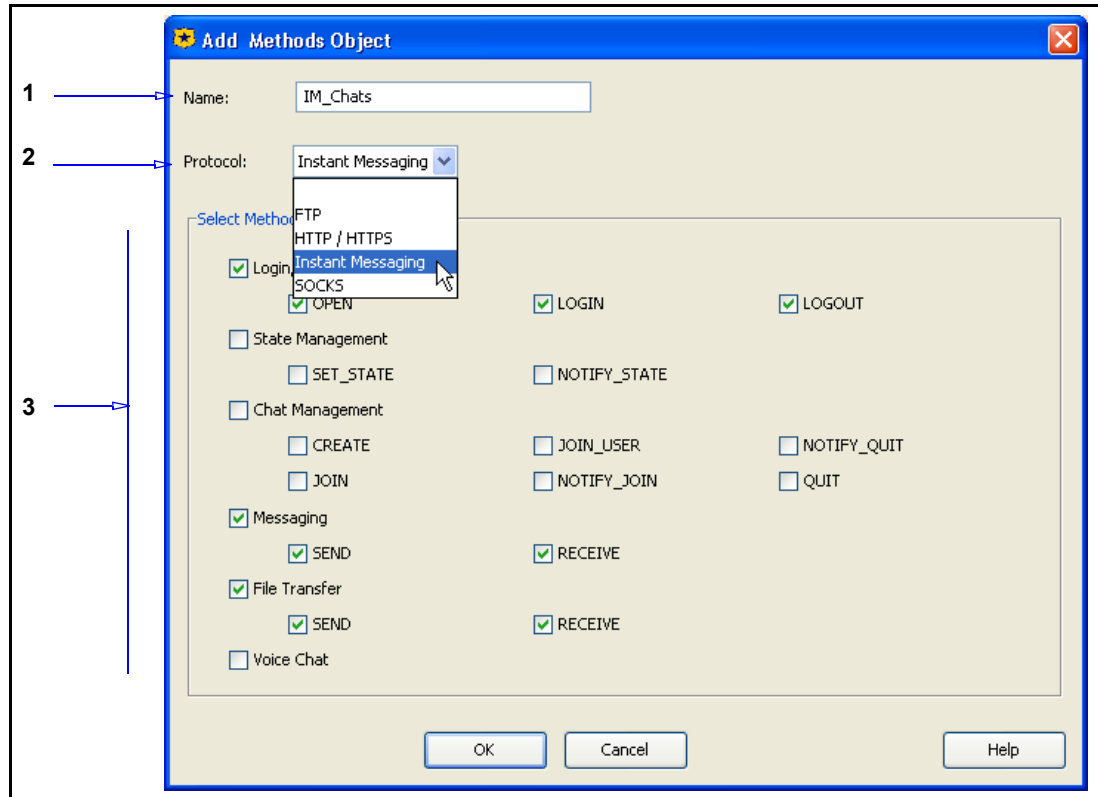 Add Methods Object
1
Name: IM_Chats
2
Protocol: Instant Messaging
FTP
HTTP / HTTPS
Instant Messaging
SOCKS
Select Method
Login
OPEN LOGIN LOGOUT
State Management
SET_STATE NOTIFY_STATE
3
Chat Management
CREATE JOIN_USER NOTIFY_QUIT
JOIN NOTIFY_JOIN QUIT
Messaging
SEND RECEIVE
File Transfer
SEND RECEIVE
Voice Chat
OK Cancel Help